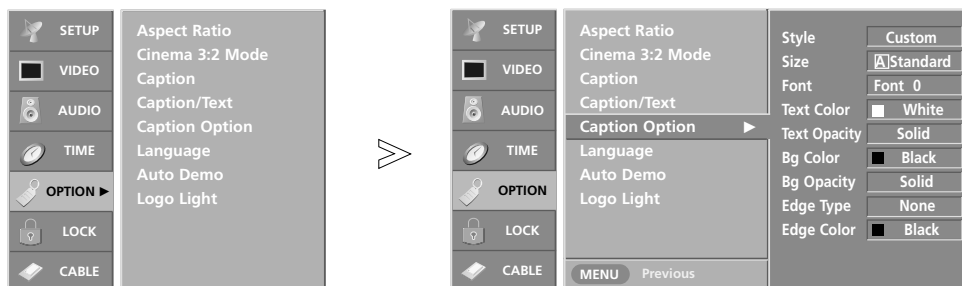 SETUP
VIDEO
AUDIO
TIME
OPTION ►
LOCK
CABLE
Aspect Ratio
Cinema 3:2 Mode
Caption
Caption/Text
Caption Option
Language
Auto Demo
Logo Light
SETUP
VIDEO
AUDIO
TIME
OPTION
LOCK
CABLE
Aspect Ratio
Cinema 3:2 Mode
Caption
Caption/Text
Caption Option ►
Language
Auto Demo
Logo Light
MENU Previous
Style Custom
Size A Standard
Font Font 0
Text Color White
Text Opacity Solid
Bg Color Black
Bg Opacity Solid
Edge Type None
Edge Color Black